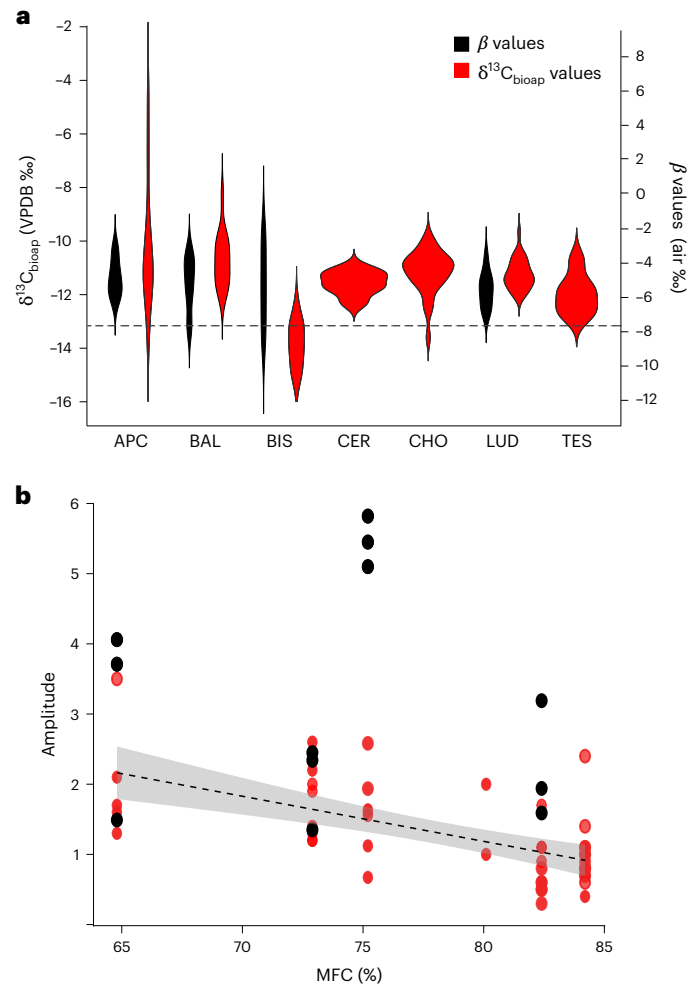 a
β values
δ13Cbioap values
δ13Cbioap (VPDB ‰)
−2
−4
−6
−8
−10
−12
−14
−16
8
6
4
2
0
−2
−4
−6
−8
−10
−12
β values (air ‰)
APC BAL BIS CER CHO LUD TES
b
Amplitude
6
5
4
3
2
1
65 70 75 80 85
MFC (%)